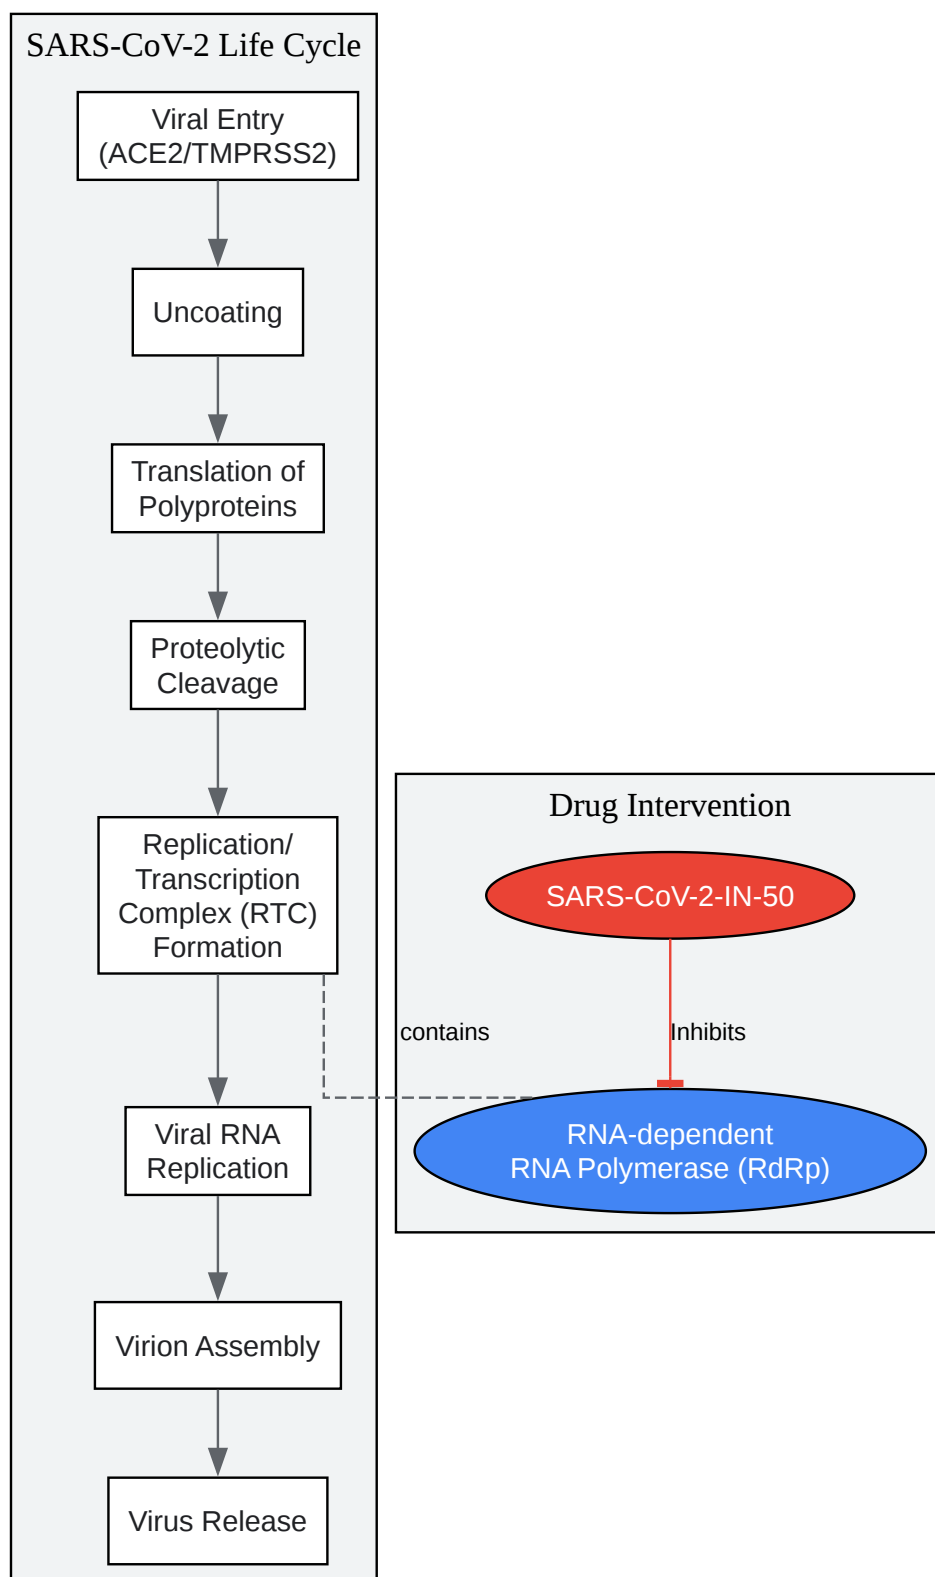 SARS-CoV-2 Life Cycle
Viral Entry
(ACE2/TMPRSS2)
Uncoating
Translation of
Polyproteins
Proteolytic
Cleavage
Replication/
Transcription
Complex (RTC)
Formation
Viral RNA
Replication
Virion Assembly
Virus Release
Drug Intervention
SARS-CoV-2-IN-50
contains
Inhibits
RNA-dependent
RNA Polymerase (RdRp)